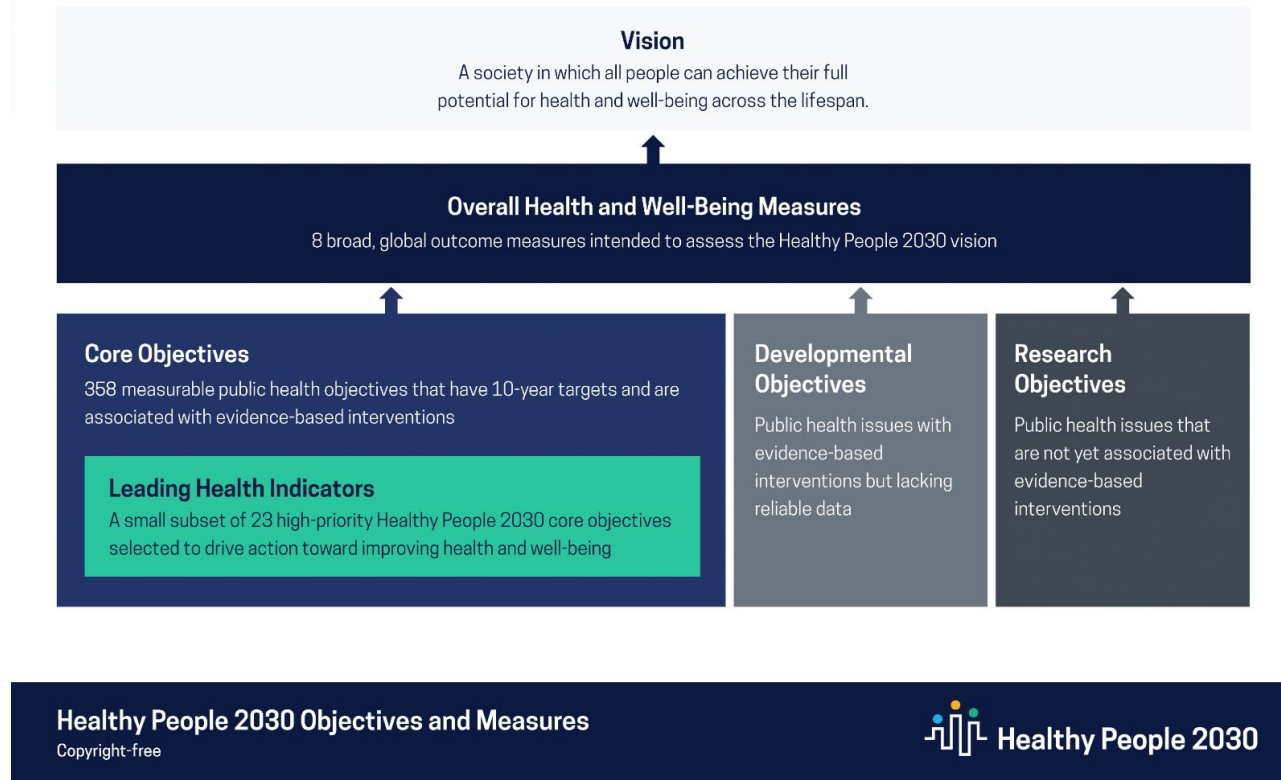 Vision
A society in which all people can achieve their full
potential for health and well-being across the lifespan.
Overall Health and Well-Being Measures
8 broad, global outcome measures intended to assess the Healthy People 2030 vision
Core Objectives
358 measurable public health objectives that have 10-year targets and are
associated with evidence-based interventions
Leading Health Indicators
A small subset of 23 high-priority Healthy People 2030 core objectives
selected to drive action toward improving health and well-being
Developmental
Objectives
Public health issues with
evidence-based
interventions but lacking
reliable data
Research
Objectives
Public health issues that
are not yet associated with
evidence-based
interventions
Healthy People 2030 Objectives and Measures
Copyright-free
Healthy People 2030